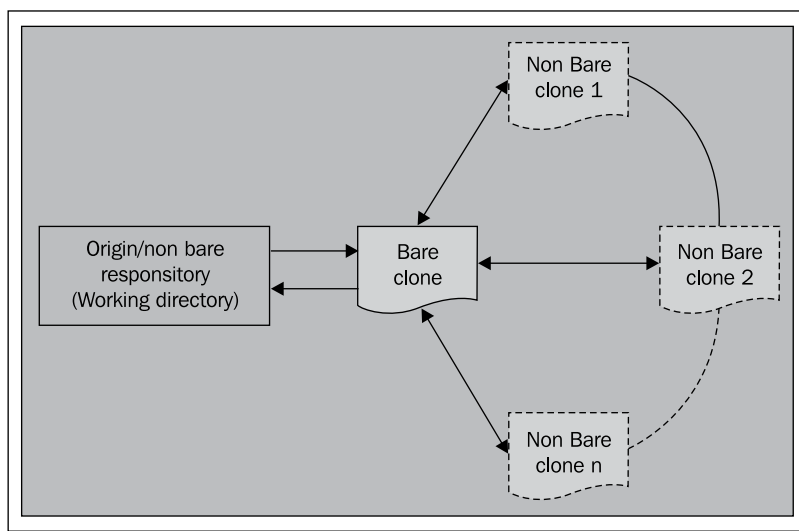 Non Bare
clone 1
Origin/non bare
responsitory
(Working directory)
Bare
clone
Non Bare
clone 2
Non Bare
clone n